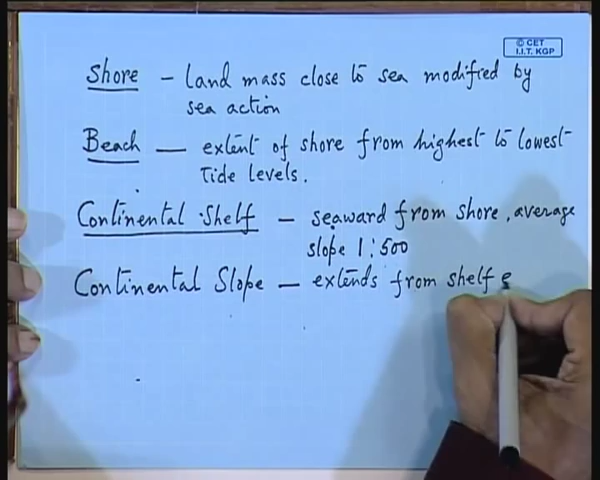 © CET
I.I.T. KGP
Shore - Land mass close to sea modified by
sea action
Beach — extent of shore from highest to lowest
Tide levels.
Continental Shelf - seaward from shore, average
slope 1:500
Continental Slope — extends from shelf e